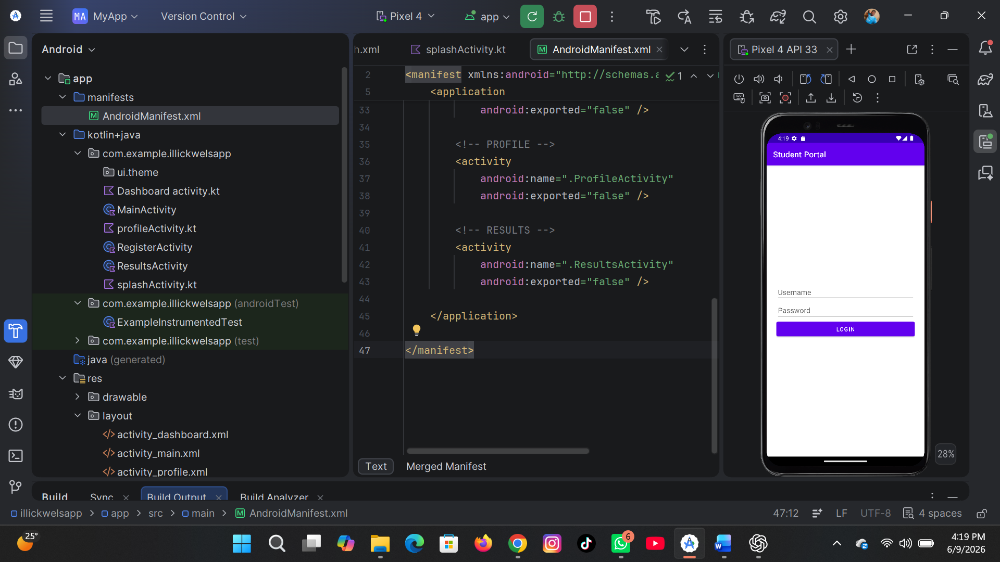 MA MyApp
Version Control
Pixel 4
app
Android
app
manifests
AndroidManifest.xml
kotlin+java
com.example.illickwelsapp
ui.theme
Dashboard activity.kt
MainActivity
profileActivity.kt
RegisterActivity
ResultsActivity
splashActivity.kt
com.example.illickwelsapp (androidTest)
ExampleInstrumentedTest
com.example.illickwelsapp (test)
java (generated)
res
drawable
layout
activity_dashboard.xml
activity_main.xml
activity_profile.xml
h.xml
splashActivity.kt
AndroidManifest.xml
2 <manifest xmlns:android="http://schemas.a
1
5 <application
33 android:exported="false" />
34
35 <!-- PROFILE -->
36 <activity
37 android:name=".ProfileActivity"
38 android:exported="false" />
39
40 <!-- RESULTS -->
41 <activity
42 android:name=".ResultsActivity"
43 android:exported="false" />
44
45 </application>
46
47 </manifest>
Text
Merged Manifest
Pixel 4 API 33
4:19
Student Portal
Username
Password
LOGIN
28%
Build
Sync
Build Output
Build Analyzer
illickwelsapp > app > src > main > AndroidManifest.xml
47:12
LF
UTF-8
4 spaces
25°
6
4:19 PM
6/9/2026